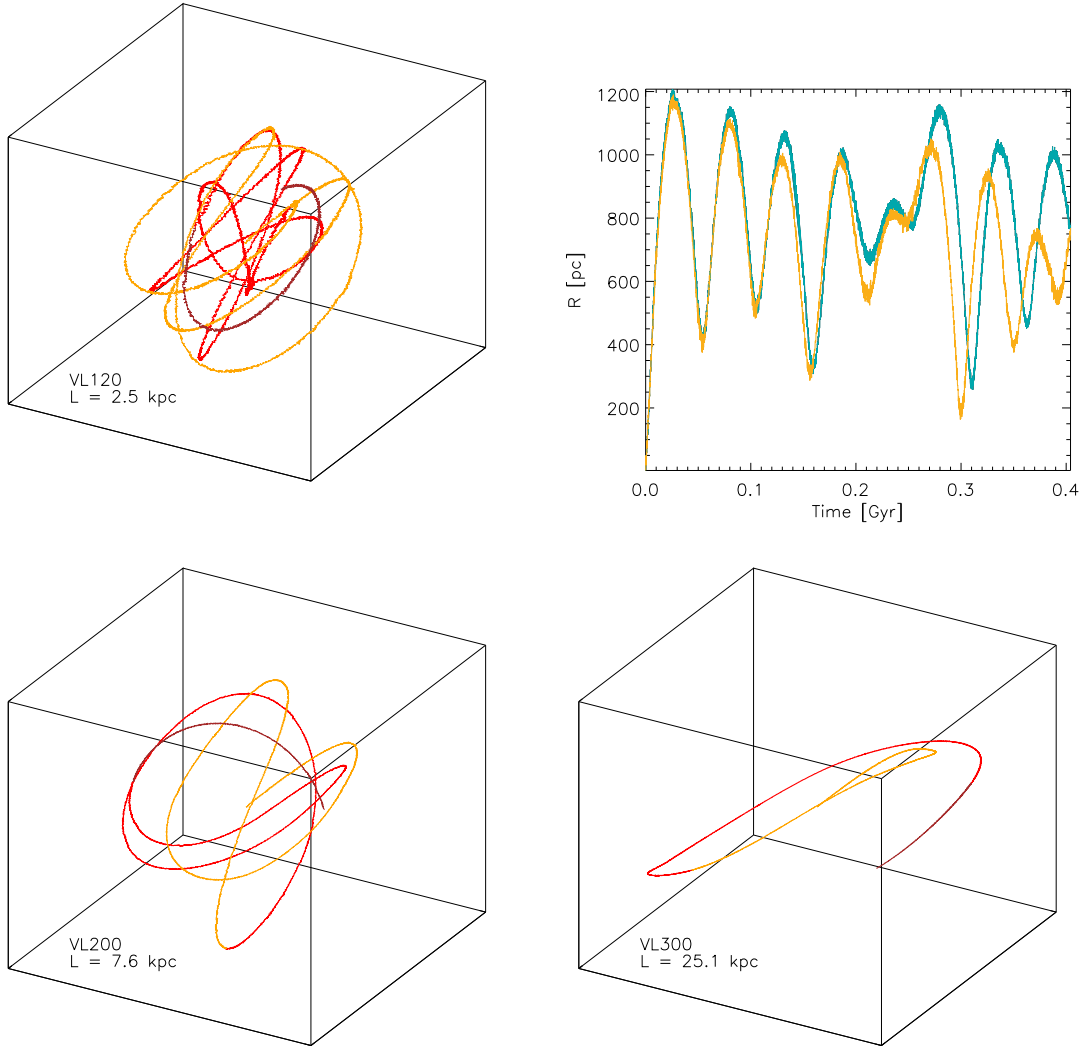 VL120
L = 2.5 kpc
1200
1000
800
600
400
200
R [pc]
0.0 0.1 0.2 0.3 0.4
Time [Gyr]
VL200
L = 7.6 kpc
VL300
L = 25.1 kpc